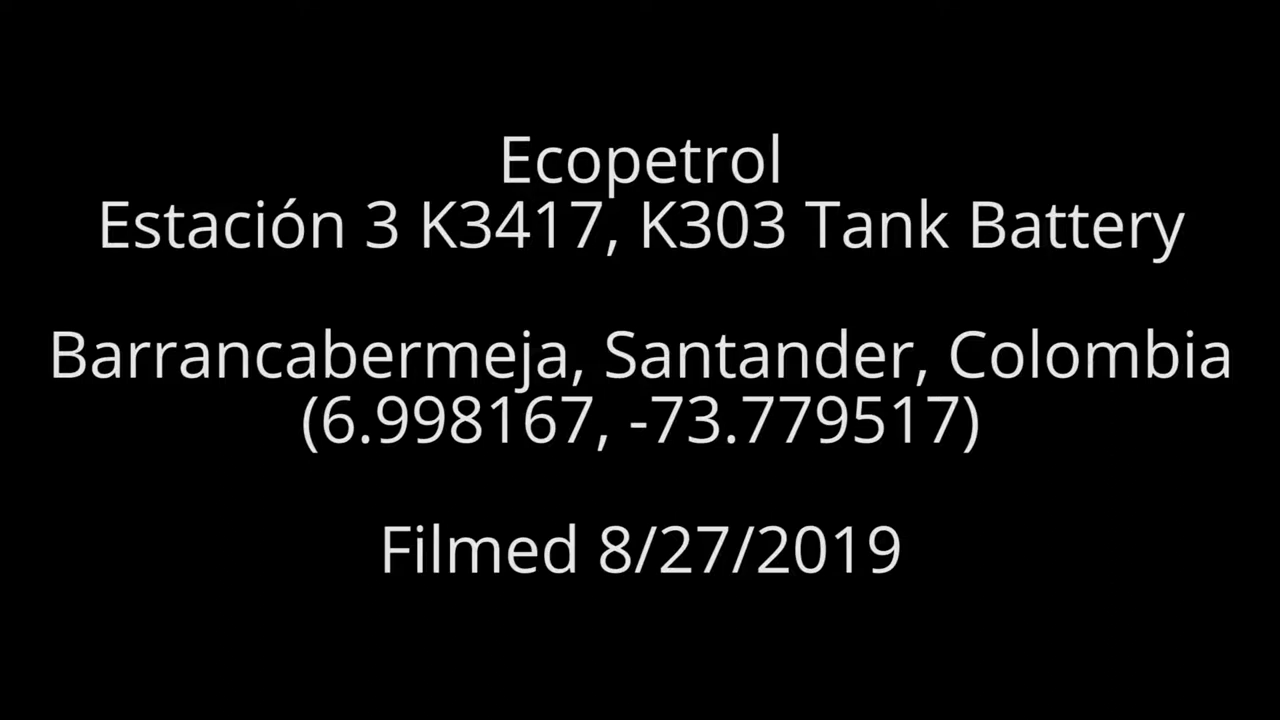 Ecopetrol
Estación 3 K3417, K303 Tank Battery
Barrancabermeja, Santander, Colombia
(6.998167, -73.779517)
Filmed 8/27/2019